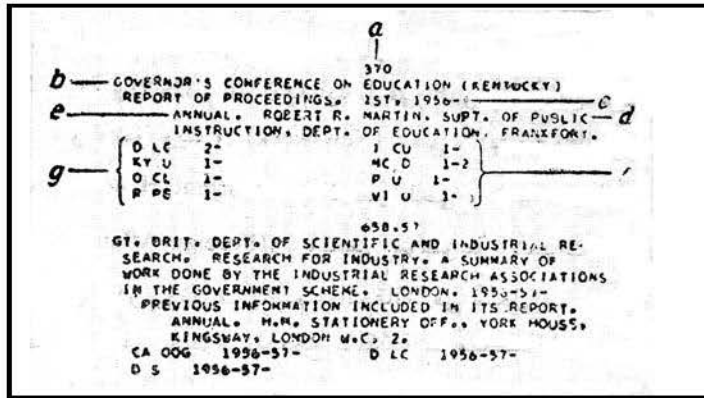 a
370
b GOVERNOR'S CONFERENCE ON EDUCATION (KENTUCKY)
REPORT OF PROCEEDINGS. 1ST, 1956- c
e ANNUAL. ROBERT R. MARTIN. SUPT. OF PUBLIC d
INSTRUCTION, DEPT. OF EDUCATION. FRANKFORT.
D LC 2- I CU 1-
KY U 1- NC D 1-2
g O CL 1- P U 1-
R PB 1- VI U 1-
658.57
GT. BRIT. DEPT. OF SCIENTIFIC AND INDUSTRIAL RE-
SEARCH. RESEARCH FOR INDUSTRY. A SUMMARY OF
WORK DONE BY THE INDUSTRIAL RESEARCH ASSOCIATIONS
IN THE GOVERNMENT SCHEME. LONDON. 1956-57-
PREVIOUS INFORMATION INCLUDED IN ITS REPORT.
ANNUAL. H.M. STATIONERY OFF., YORK HOUSE,
KINGSWAY, LONDON W.C. 2.
CA OOG 1956-57- D LC 1956-57-
D S 1956-57-